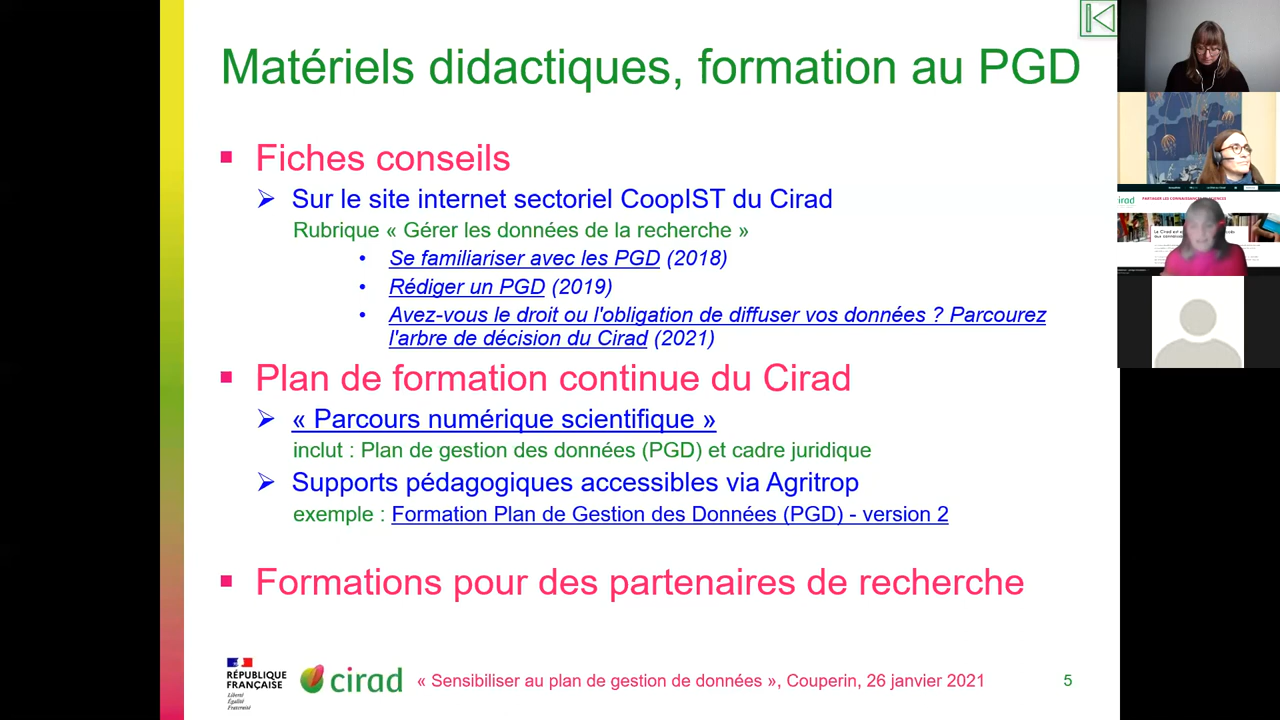 Matériels didactiques, formation au PGD
Fiches conseils
Sur le site internet sectoriel CoopIST du Cirad
Rubrique « Gérer les données de la recherche »
Se familiariser avec les PGD (2018)
Rédiger un PGD (2019)
Avez-vous le droit ou l'obligation de diffuser vos données ? Parcourez
l'arbre de décision du Cirad (2021)
Plan de formation continue du Cirad
« Parcours numérique scientifique »
inclut : Plan de gestion des données (PGD) et cadre juridique
Supports pédagogiques accessibles via Agritrop
exemple : Formation Plan de Gestion des Données (PGD) - version 2
Formations pour des partenaires de recherche
RÉPUBLIQUE
FRANÇAISE
Liberté
Égalité
Fraternité
cirad
« Sensibiliser au plan de gestion de données », Couperin, 26 janvier 2021
5
cirad